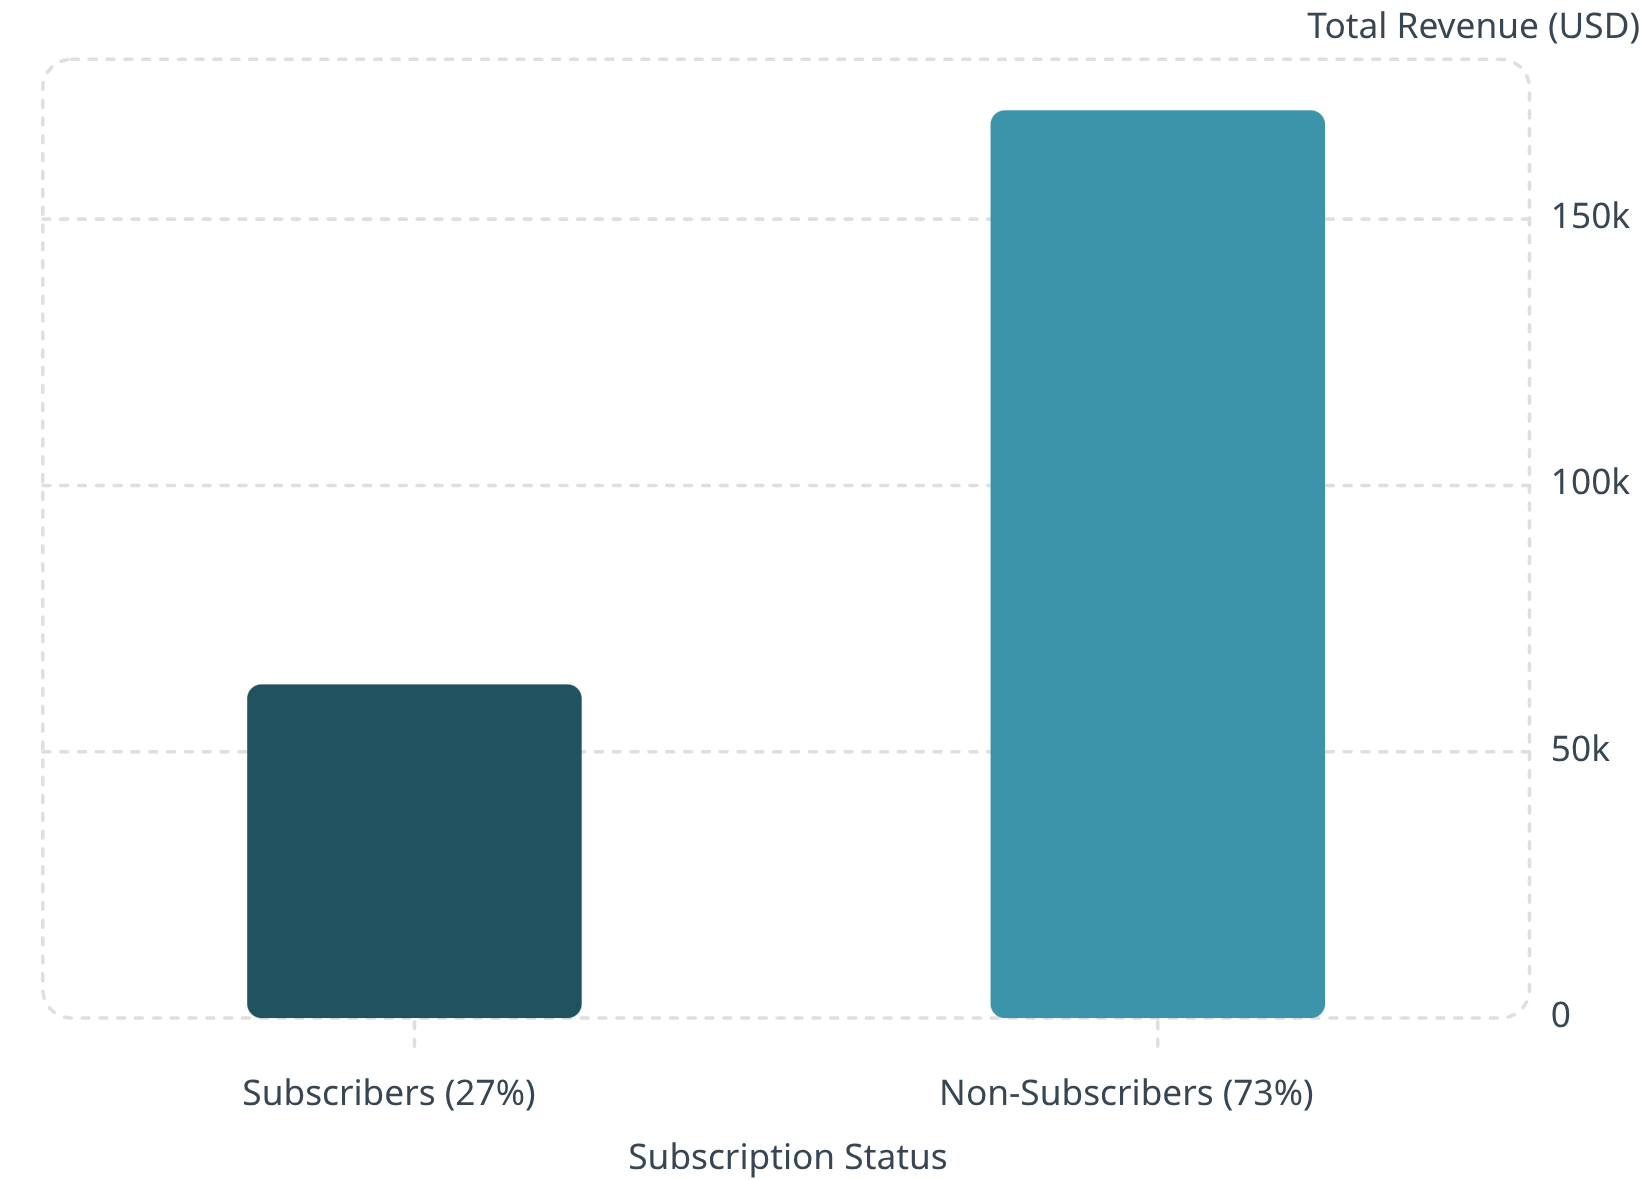 Total Revenue (USD)
150k
100k
50k
0
Subscribers (27%)
Non-Subscribers (73%)
Subscription Status